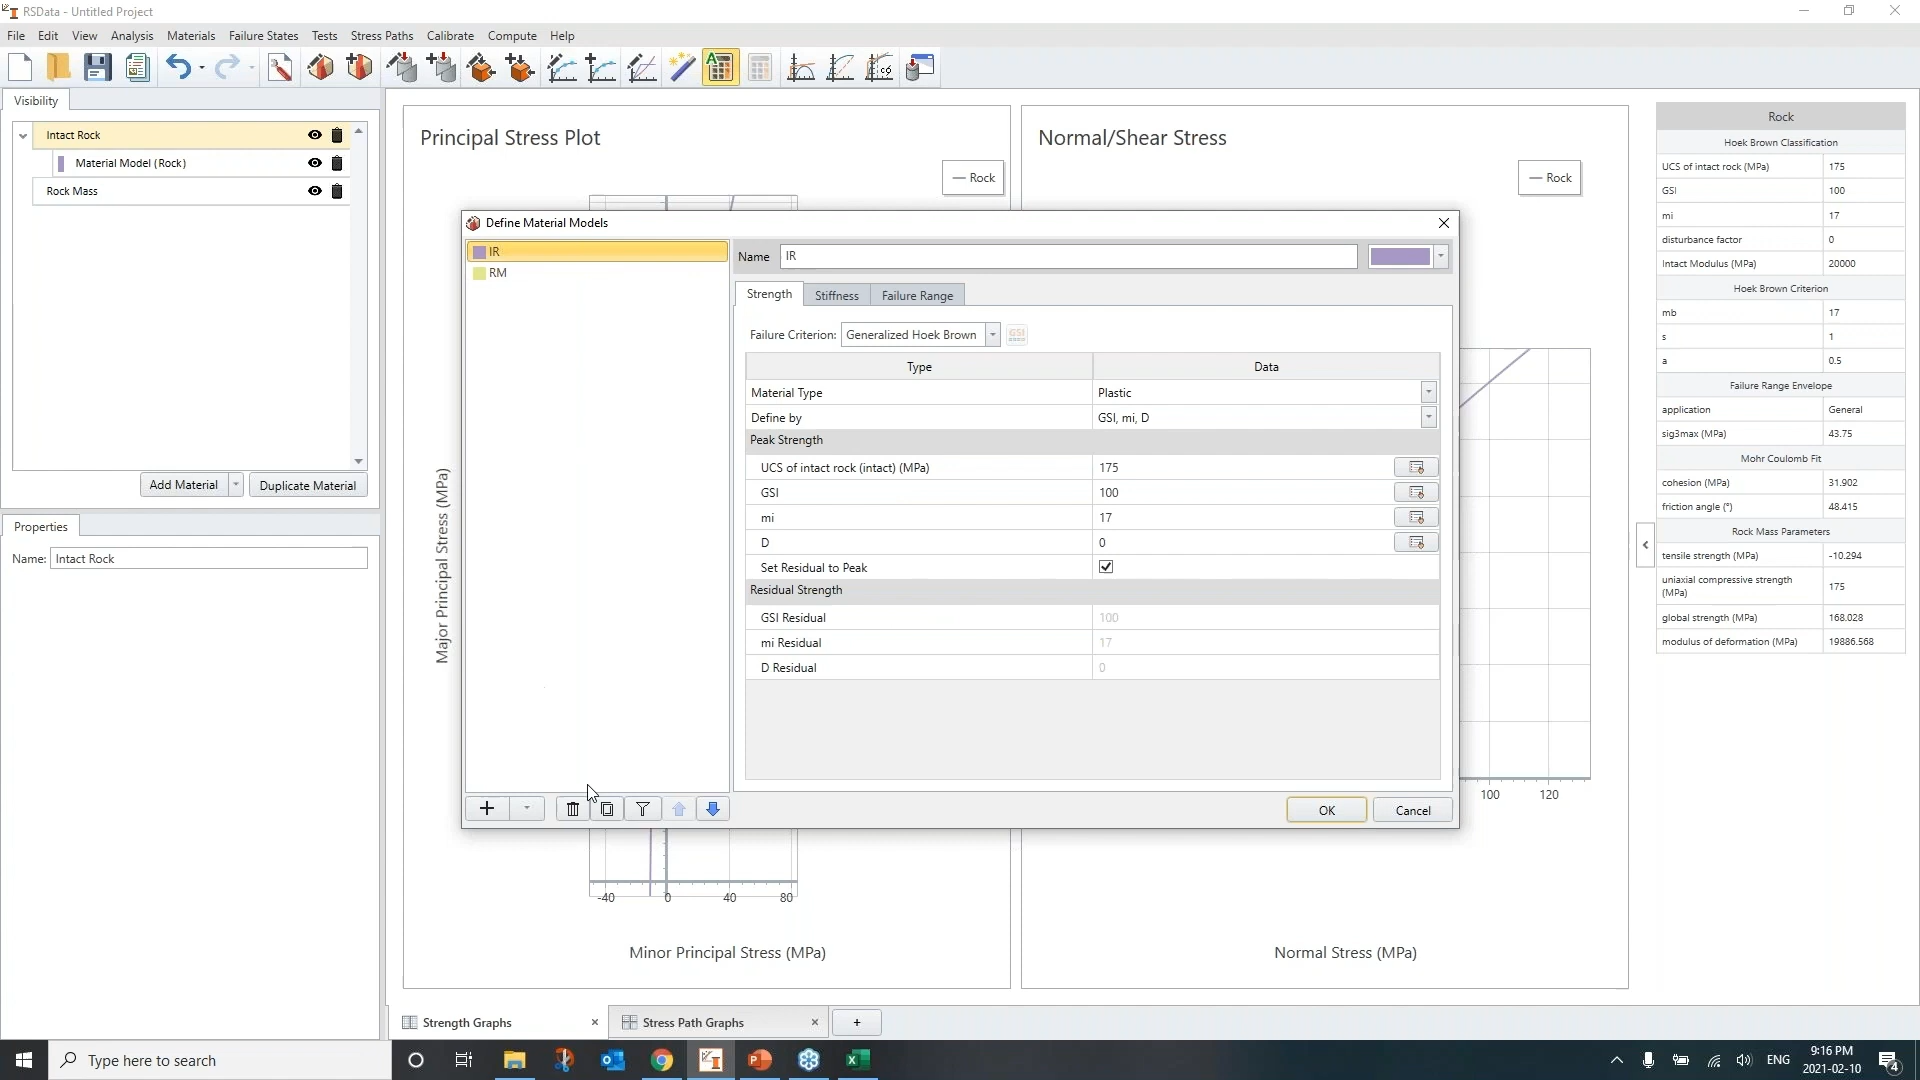 RSData - Untitled Project
File Edit View Analysis Materials Failure States Tests Stress Paths Calibrate Compute Help
Visibility
Intact Rock
Material Model (Rock)
Rock Mass
Add Material Duplicate Material
Properties
Name: Intact Rock
Principal Stress Plot
Rock
Major Principal Stress (MPa)
-40 0 40 80
Minor Principal Stress (MPa)
Normal/Shear Stress
Rock
100 120
Normal Stress (MPa)
Define Material Models
IR
RM
Name IR
Strength Stiffness Failure Range
Failure Criterion: Generalized Hoek Brown GSI
Type Data
Material Type Plastic
Define by GSI, mi, D
Peak Strength
UCS of intact rock (intact) (MPa) 175
GSI 100
mi 17
D 0
Set Residual to Peak
Residual Strength
GSI Residual 100
mi Residual 17
D Residual 0
OK Cancel
Rock
Hoek Brown Classification
UCS of intact rock (MPa) 175
GSI 100
mi 17
disturbance factor 0
Intact Modulus (MPa) 20000
Hoek Brown Criterion
mb 17
s 1
a 0.5
Failure Range Envelope
application General
sig3max (MPa) 43.75
Mohr Coulomb Fit
cohesion (MPa) 31.902
friction angle (°) 48.415
Rock Mass Parameters
tensile strength (MPa) -10.294
uniaxial compressive strength
(MPa) 175
global strength (MPa) 168.028
modulus of deformation (MPa) 19886.568
Strength Graphs Stress Path Graphs
Type here to search
ENG
9:16 PM
2021-02-10
4